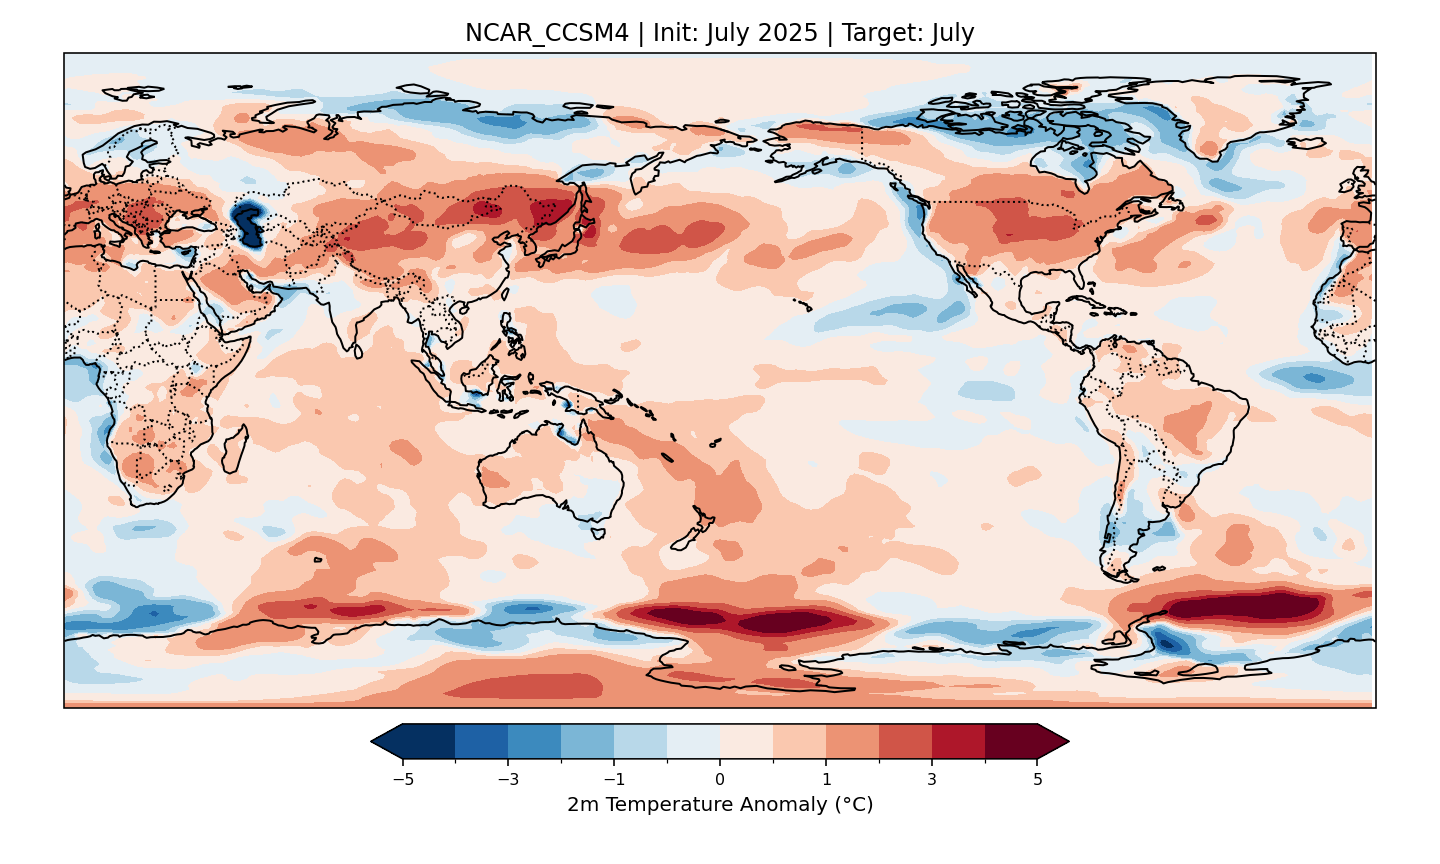 NCAR_CCSM4 | Init: July 2025 | Target: July
−5 −3 −1 0 1 3 5
2m Temperature Anomaly (°C)